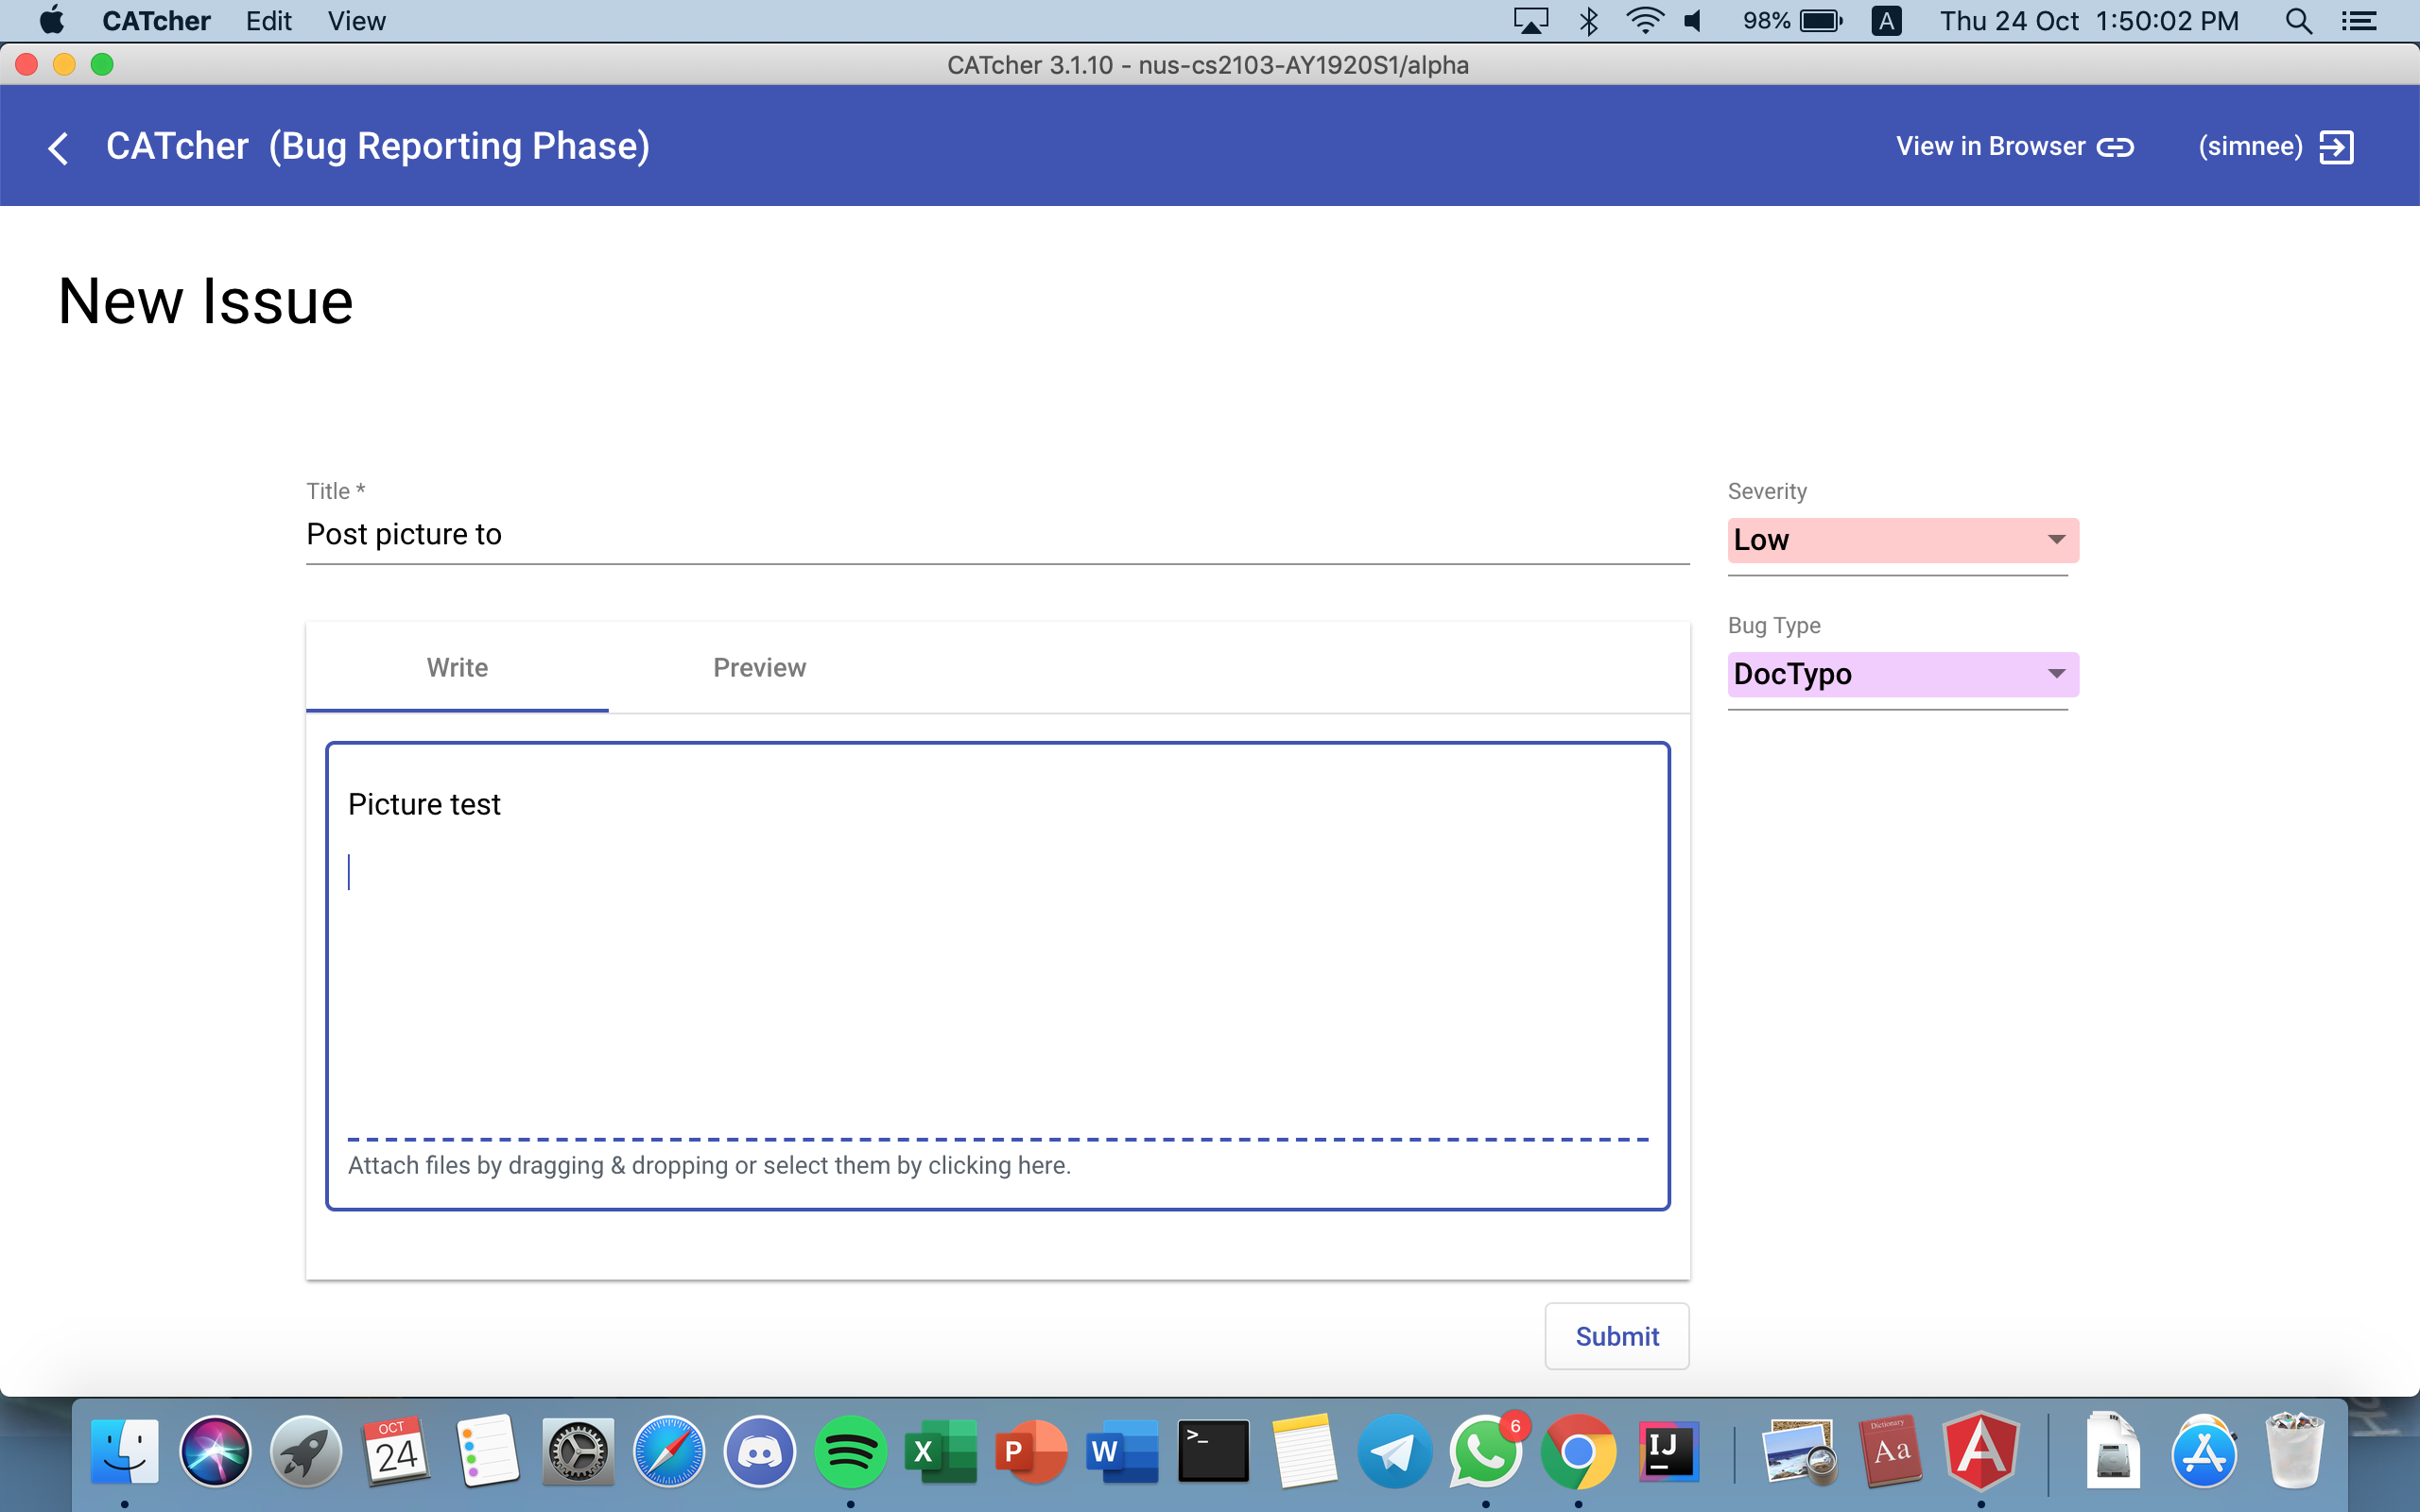 CATcher Edit View 98% A Thu 24 Oct 1:50:02 PM
CATcher 3.1.10 - nus-cs2103-AY1920S1/alpha
CATcher (Bug Reporting Phase) View in Browser (simnee)
New Issue
Title *
Post picture to
Severity
Low
Bug Type
DocTypo
Write Preview
Picture test
Attach files by dragging & dropping or select them by clicking here.
Submit
OCT
24
X
P
W
>_
6
IJ
Dictionary
Aa
A